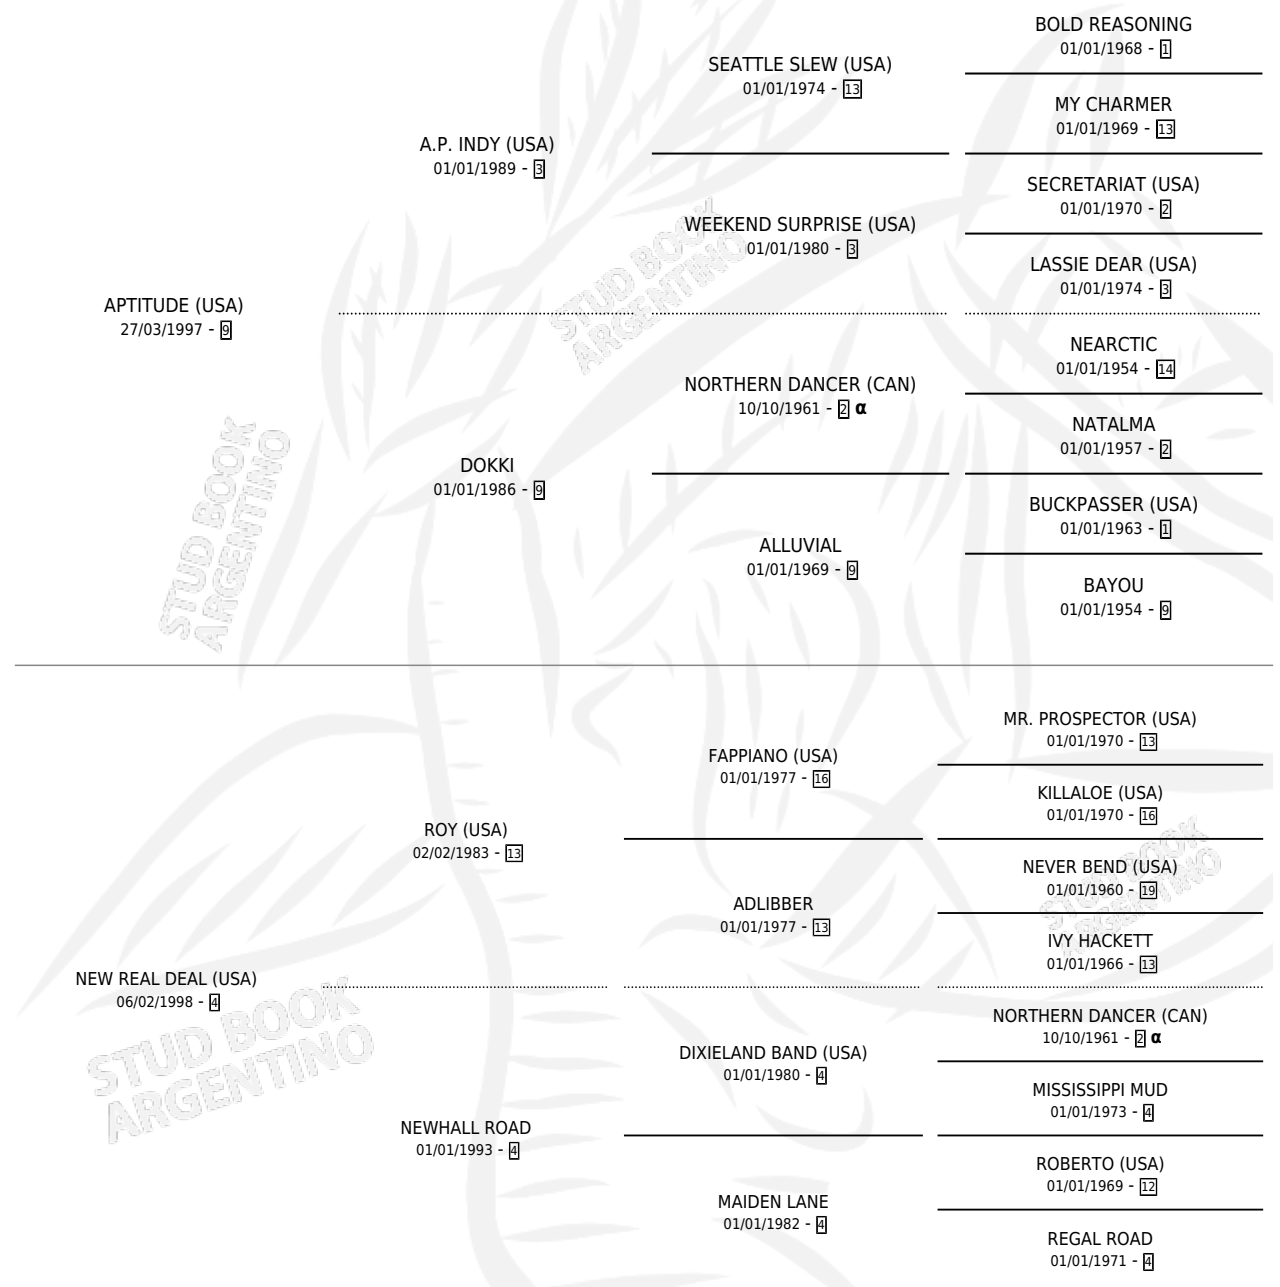 BOLD REASONING
01/01/1968 - 1
SEATTLE SLEW (USA)
01/01/1974 - 13
MY CHARMER
01/01/1969 - 13
A.P. INDY (USA)
01/01/1989 - 3
SECRETARIAT (USA)
01/01/1970 - 2
WEEKEND SURPRISE (USA)
01/01/1980 - 3
LASSIE DEAR (USA)
01/01/1974 - 3
APTITUDE (USA)
27/03/1997 - 9
NEARCTIC
01/01/1954 - 14
NORTHERN DANCER (CAN)
10/10/1961 - 2 α
NATALMA
01/01/1957 - 2
DOKKI
01/01/1986 - 9
BUCKPASSER (USA)
01/01/1963 - 1
ALLUVIAL
01/01/1969 - 9
BAYOU
01/01/1954 - 9
MR. PROSPECTOR (USA)
01/01/1970 - 13
FAPPIANO (USA)
01/01/1977 - 16
KILLALOE (USA)
01/01/1970 - 16
ROY (USA)
02/02/1983 - 13
NEVER BEND (USA)
01/01/1960 - 19
ADLIBBER
01/01/1977 - 13
IVY HACKETT
01/01/1966 - 13
NEW REAL DEAL (USA)
06/02/1998 - 4
NORTHERN DANCER (CAN)
10/10/1961 - 2 α
DIXIELAND BAND (USA)
01/01/1980 - 4
MISSISSIPPI MUD
01/01/1973 - 4
NEWHALL ROAD
01/01/1993 - 4
ROBERTO (USA)
01/01/1969 - 12
MAIDEN LANE
01/01/1982 - 4
REGAL ROAD
01/01/1971 - 4
STUD BOOK
ARGENTINO
STUD BOOK
ARGENTINO
STUD BOOK
ARGENTINO
STUD BOOK
ARGENTINO